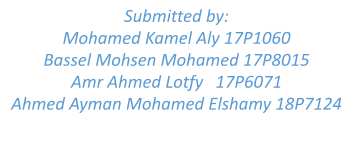 Submitted by:
Mohamed Kamel Aly 17P1060
Bassel Mohsen Mohamed 17P8015
Amr Ahmed Lotfy   17P6071
Ahmed Ayman Mohamed Elshamy 18P7124